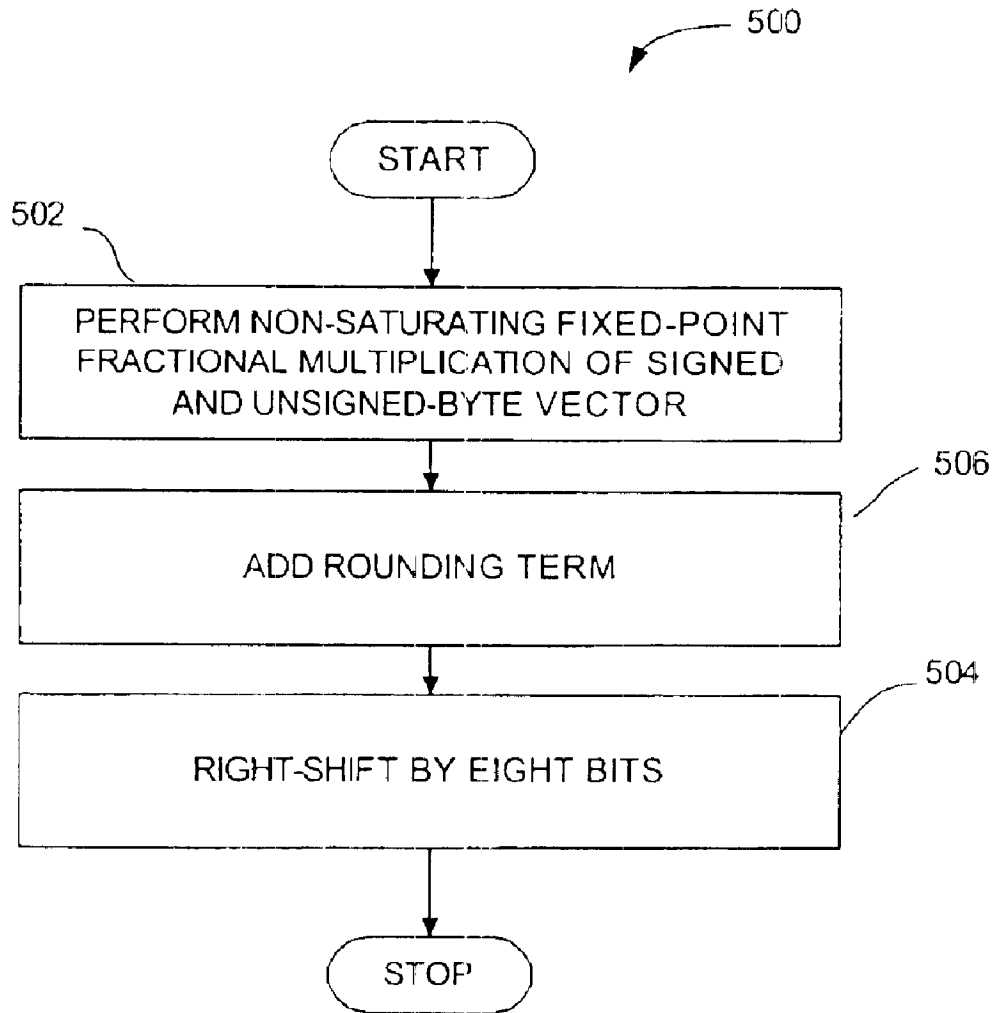 500
START
502
PERFORM NON-SATURATING FIXED-POINT
FRACTIONAL MULTIPLICATION OF SIGNED
AND UNSIGNED-BYTE VECTOR
506
ADD ROUNDING TERM
504
RIGHT-SHIFT BY EIGHT BITS
STOP